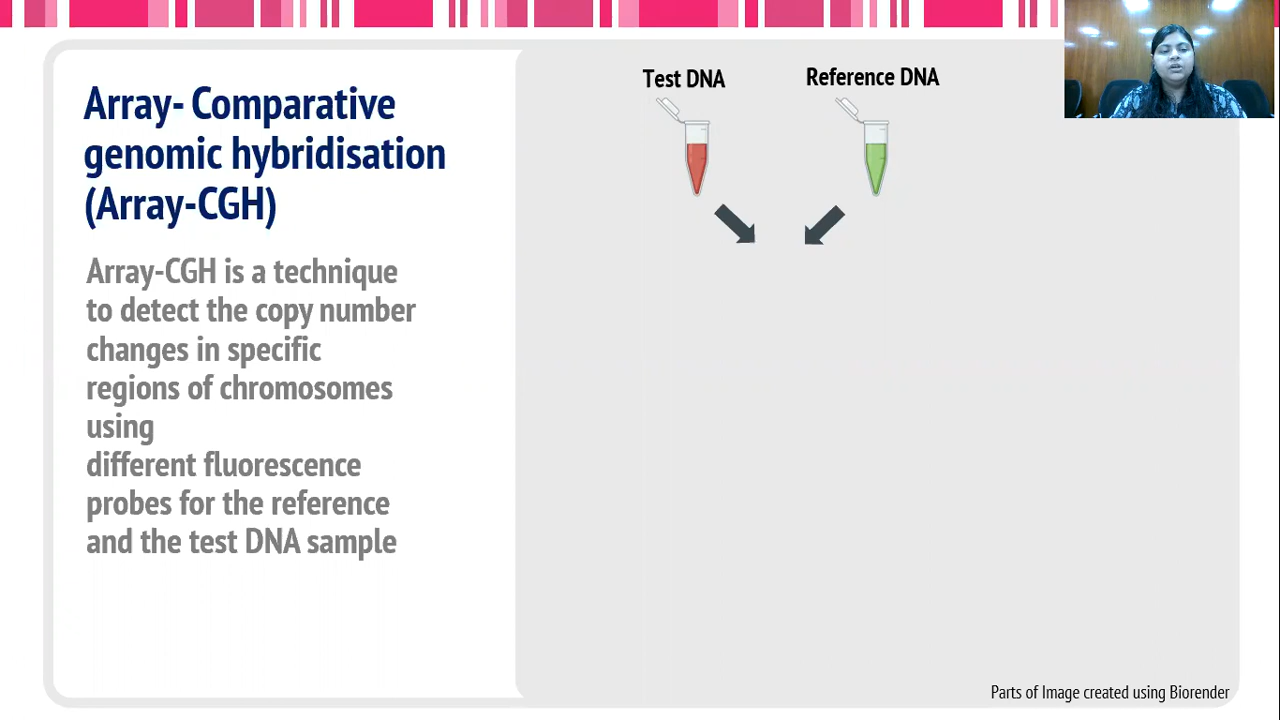 Array- Comparative
genomic hybridisation
(Array-CGH)
Array-CGH is a technique
to detect the copy number
changes in specific
regions of chromosomes
using
different fluorescence
probes for the reference
and the test DNA sample
Test DNA
Reference DNA
Parts of Image created using Biorender